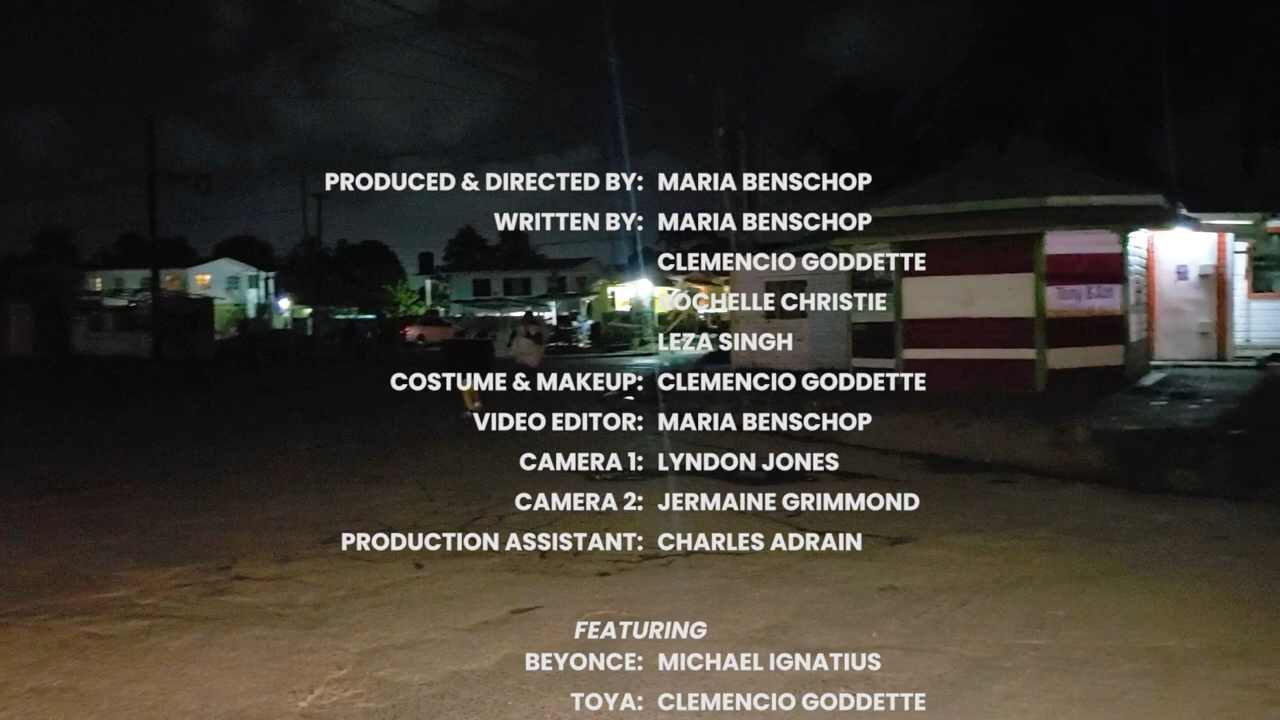 PRODUCED & DIRECTED BY: MARIA BENSCHOP
WRITTEN BY: MARIA BENSCHOP
CLEMENCIO GODDETTE
ROCHELLE CHRISTIE
LEZA SINGH
COSTUME & MAKEUP: CLEMENCIO GODDETTE
VIDEO EDITOR: MARIA BENSCHOP
CAMERA 1: LYNDON JONES
CAMERA 2: JERMAINE GRIMMOND
PRODUCTION ASSISTANT: CHARLES ADRAIN
FEATURING
BEYONCE: MICHAEL IGNATIUS
TOYA: CLEMENCIO GODDETTE